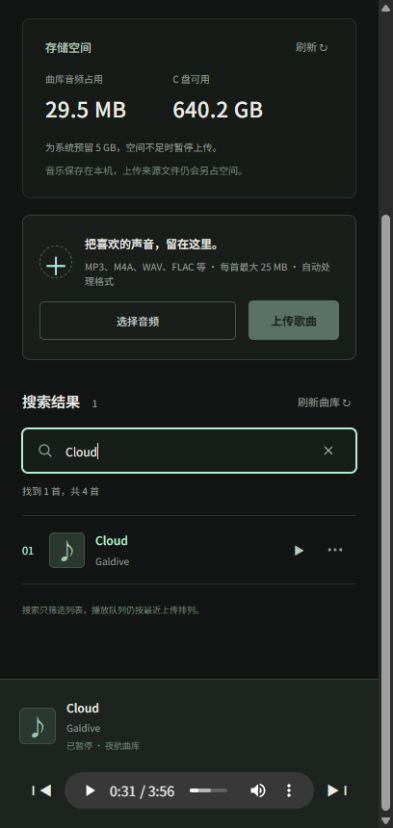 存储空间
刷新 ↻
曲库音频占用
C 盘可用
29.5 MB
640.2 GB
为系统预留 5 GB，空间不足时暂停上传。
音乐保存在本机，上传来源文件仍会另占空间。
把喜欢的声音，留在这里。
MP3、M4A、WAV、FLAC 等 · 每首最大 25 MB · 自动处
理格式
选择音频
上传歌曲
搜索结果 1
刷新曲库 ↻
Cloud
找到 1 首，共 4 首
01
Cloud
Galdive
搜索只筛选列表，播放队列仍按最近上传排列。
Cloud
Galdive
已暂停 · 夜航曲库
0:31 / 3:56